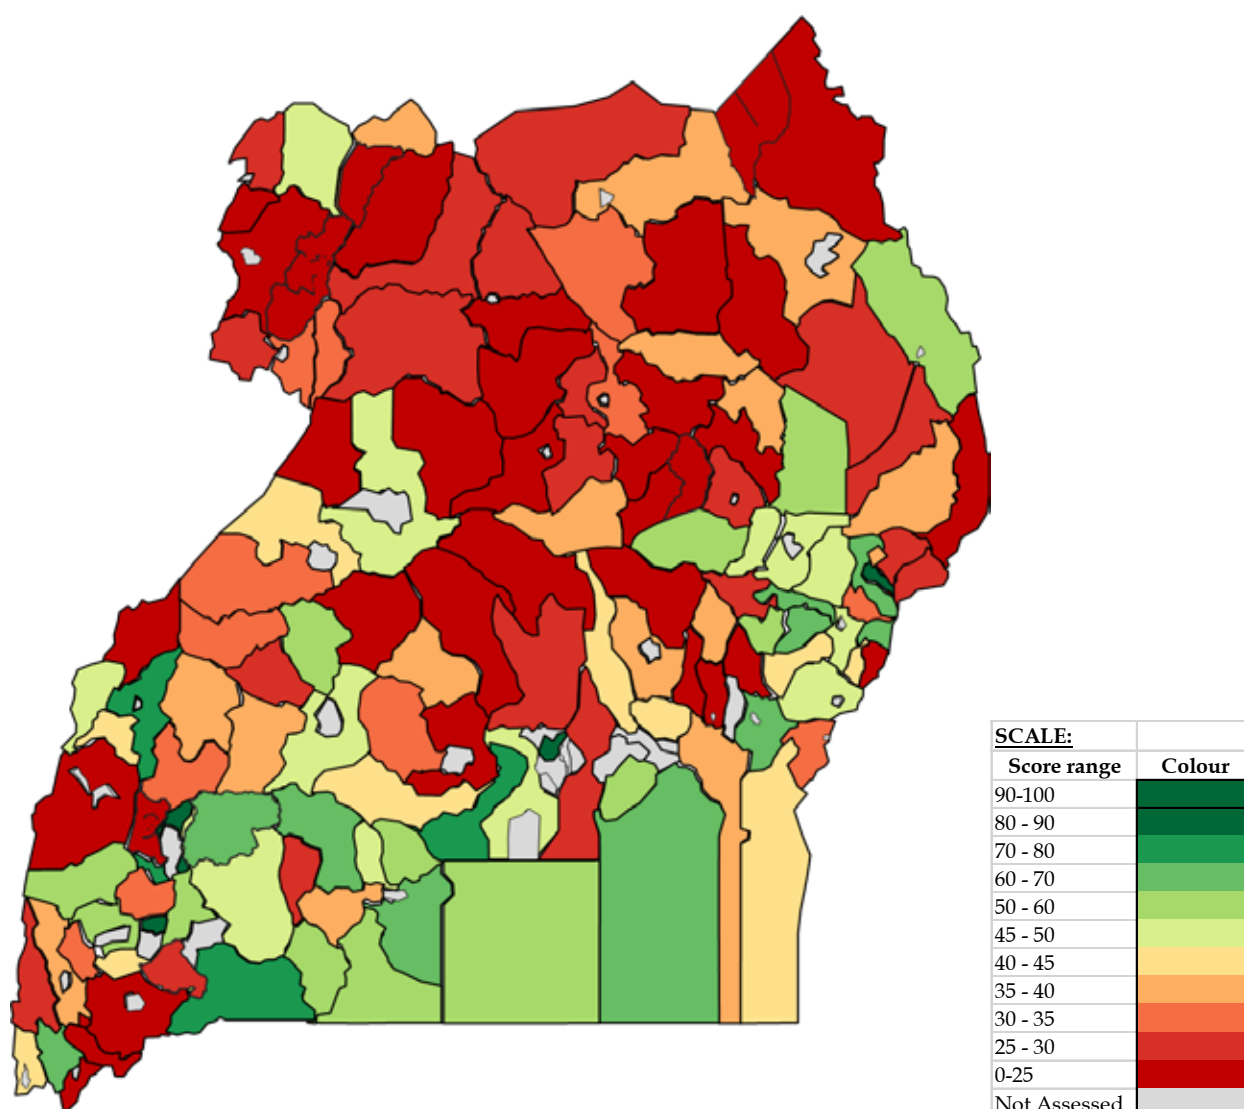 SCALE:
Score range Colour
90-100
80 - 90
70 - 80
60 - 70
50 - 60
45 - 50
40 - 45
35 - 40
30 - 35
25 - 30
0-25
Not Assessed